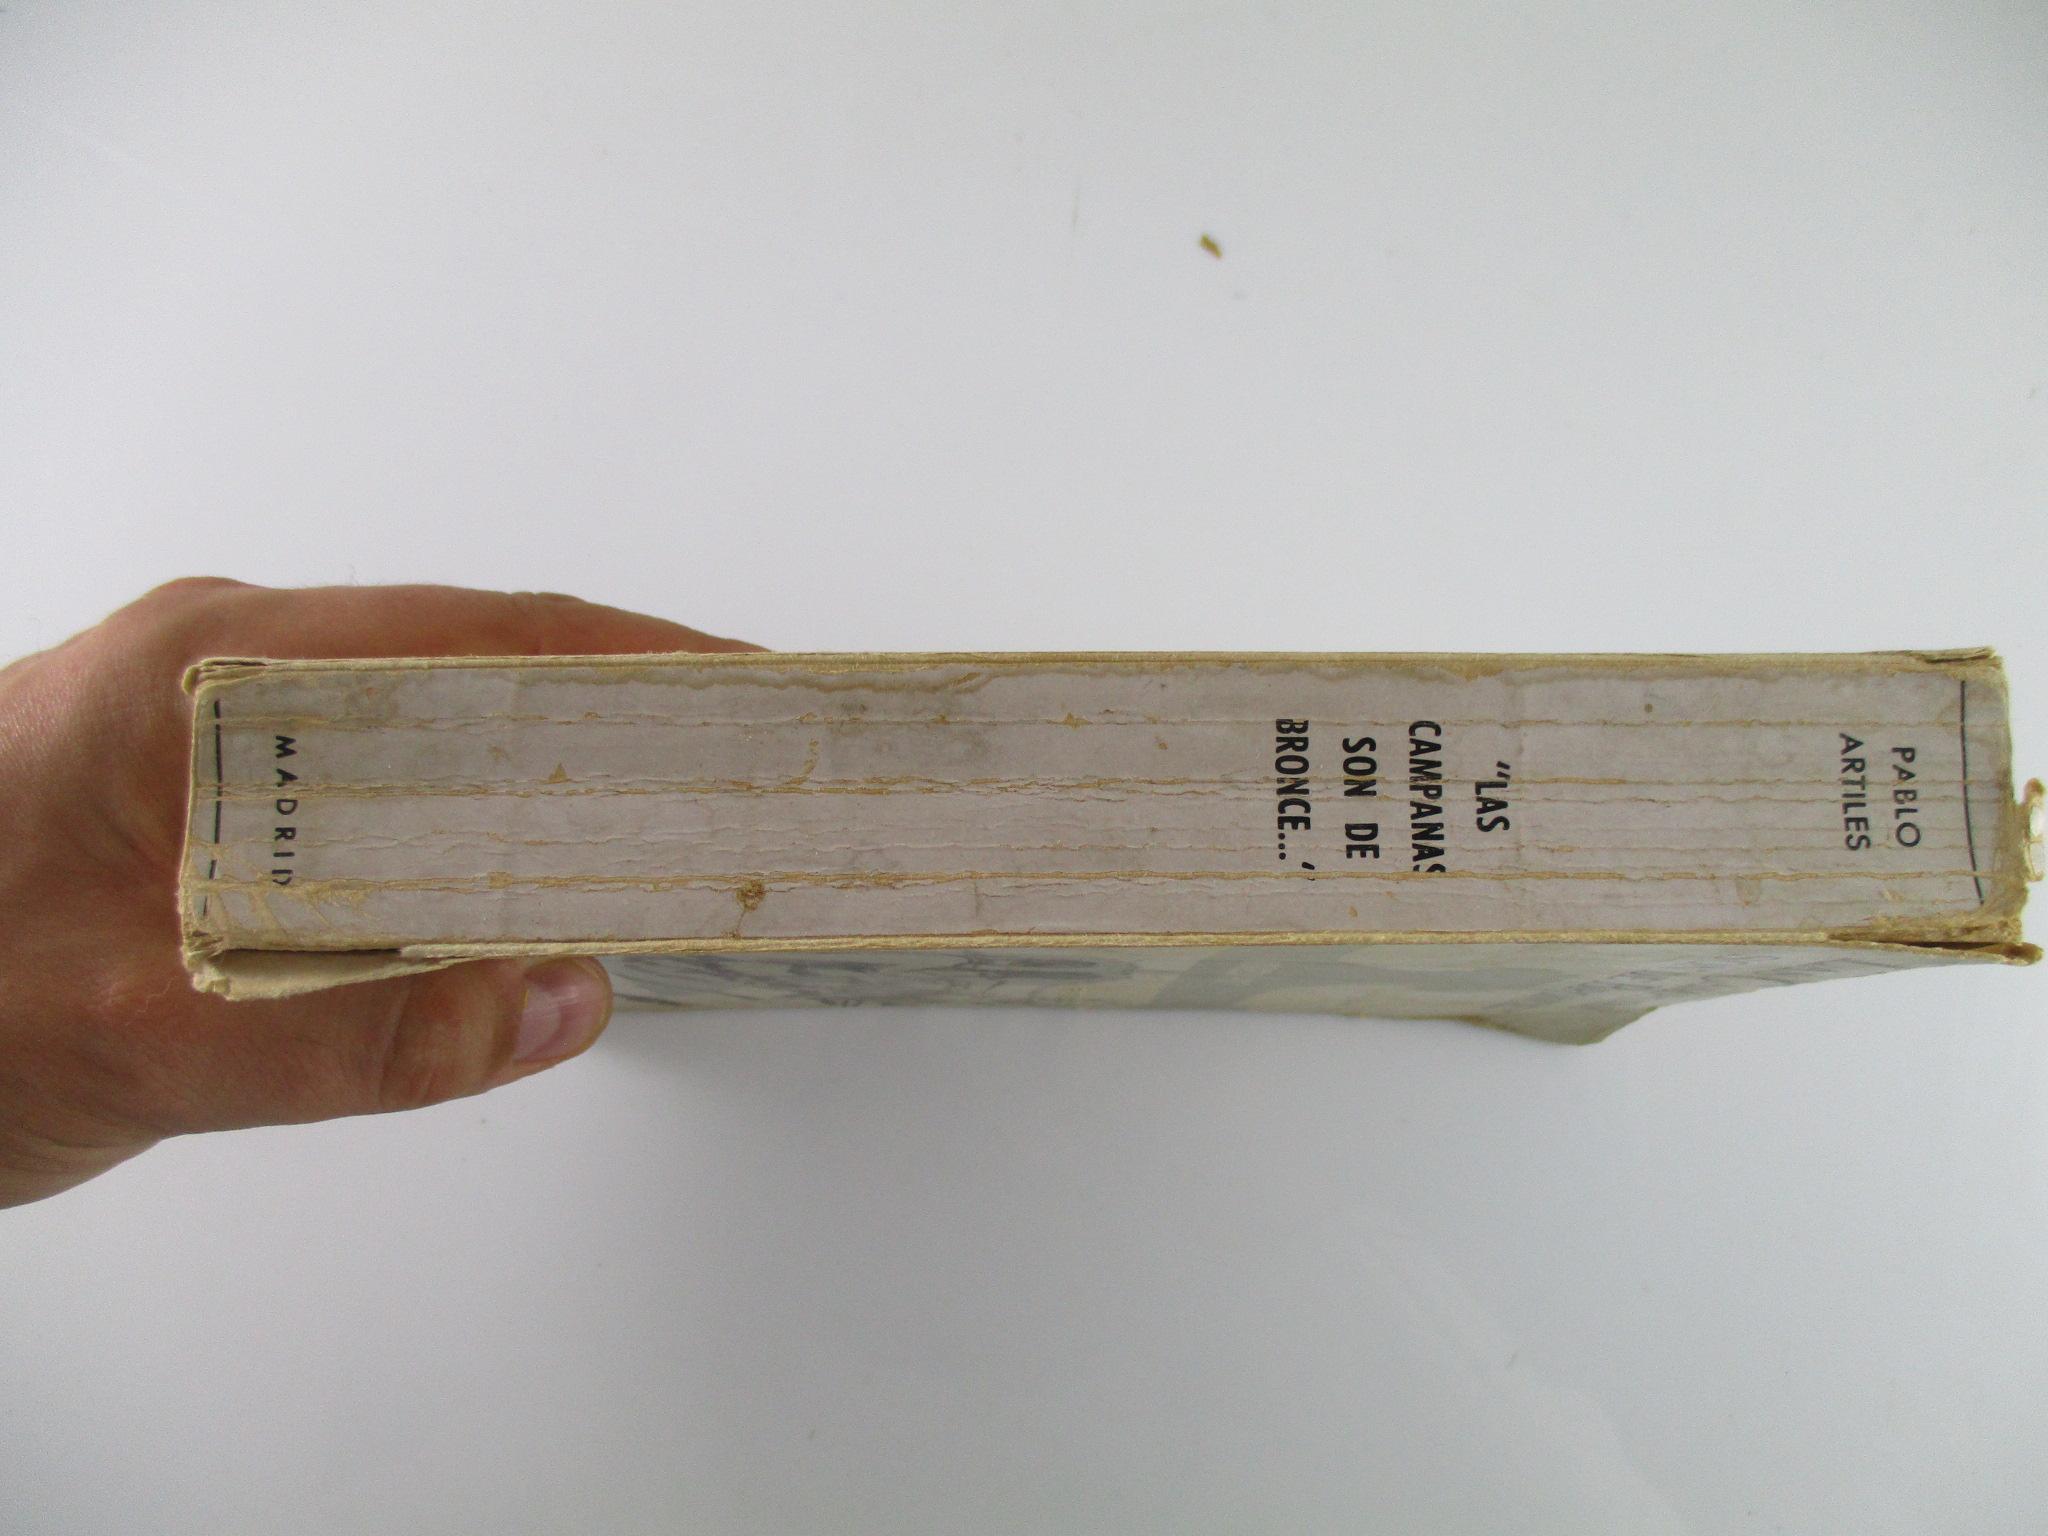 PABLO
ARTILES
"LAS
CAMPANAS
SON DE
BRONCE..."
MADRID